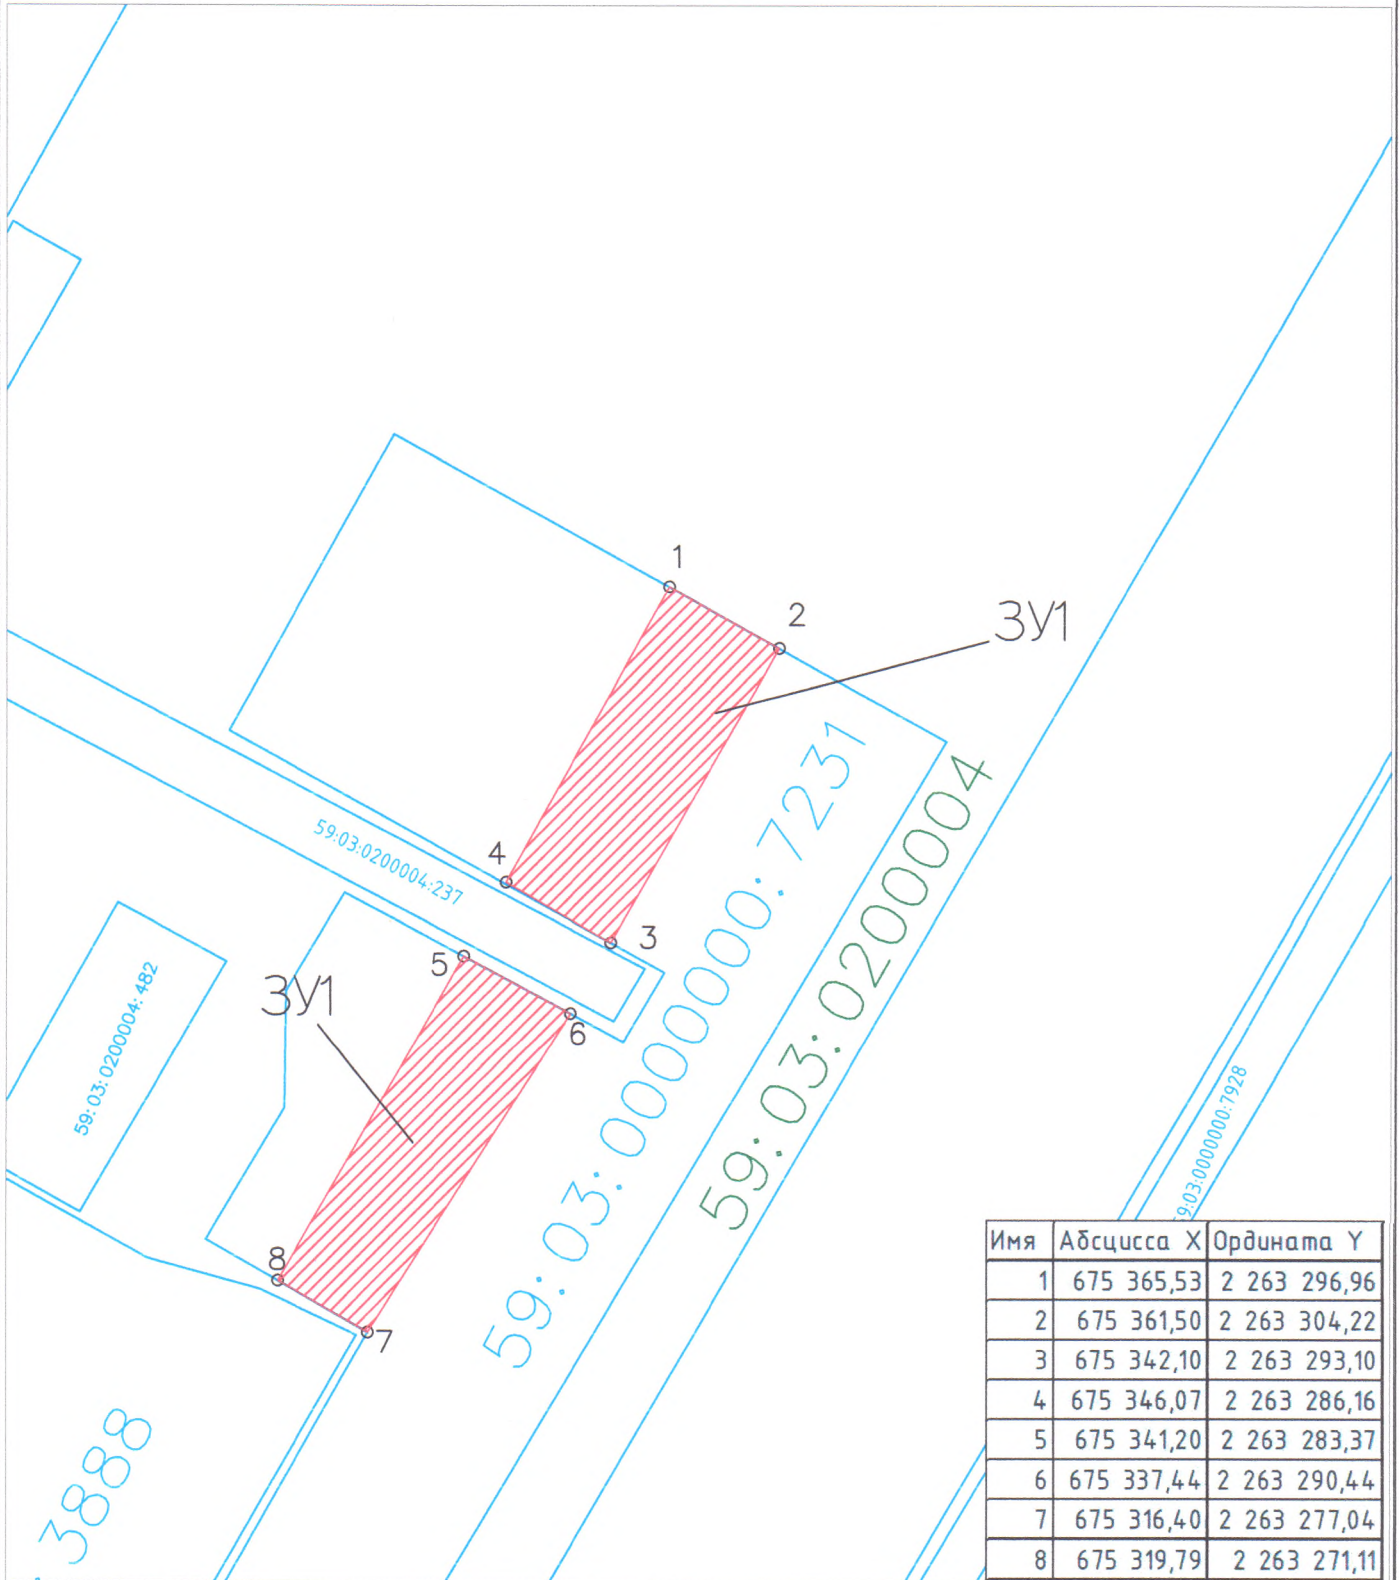 1
2
ЗУ1
4
59:03:0200004:237
3
5
6
ЗУ1
59:03:0200004:482
59:03:0000000:7231
59:03:0200004
8
7
3888
9:03:0000000:7928
Имя Абсцисса X Ордината Y
1 675 365,53 2 263 296,96
2 675 361,50 2 263 304,22
3 675 342,10 2 263 293,10
4 675 346,07 2 263 286,16
5 675 341,20 2 263 283,37
6 675 337,44 2 263 290,44
7 675 316,40 2 263 277,04
8 675 319,79 2 263 271,11